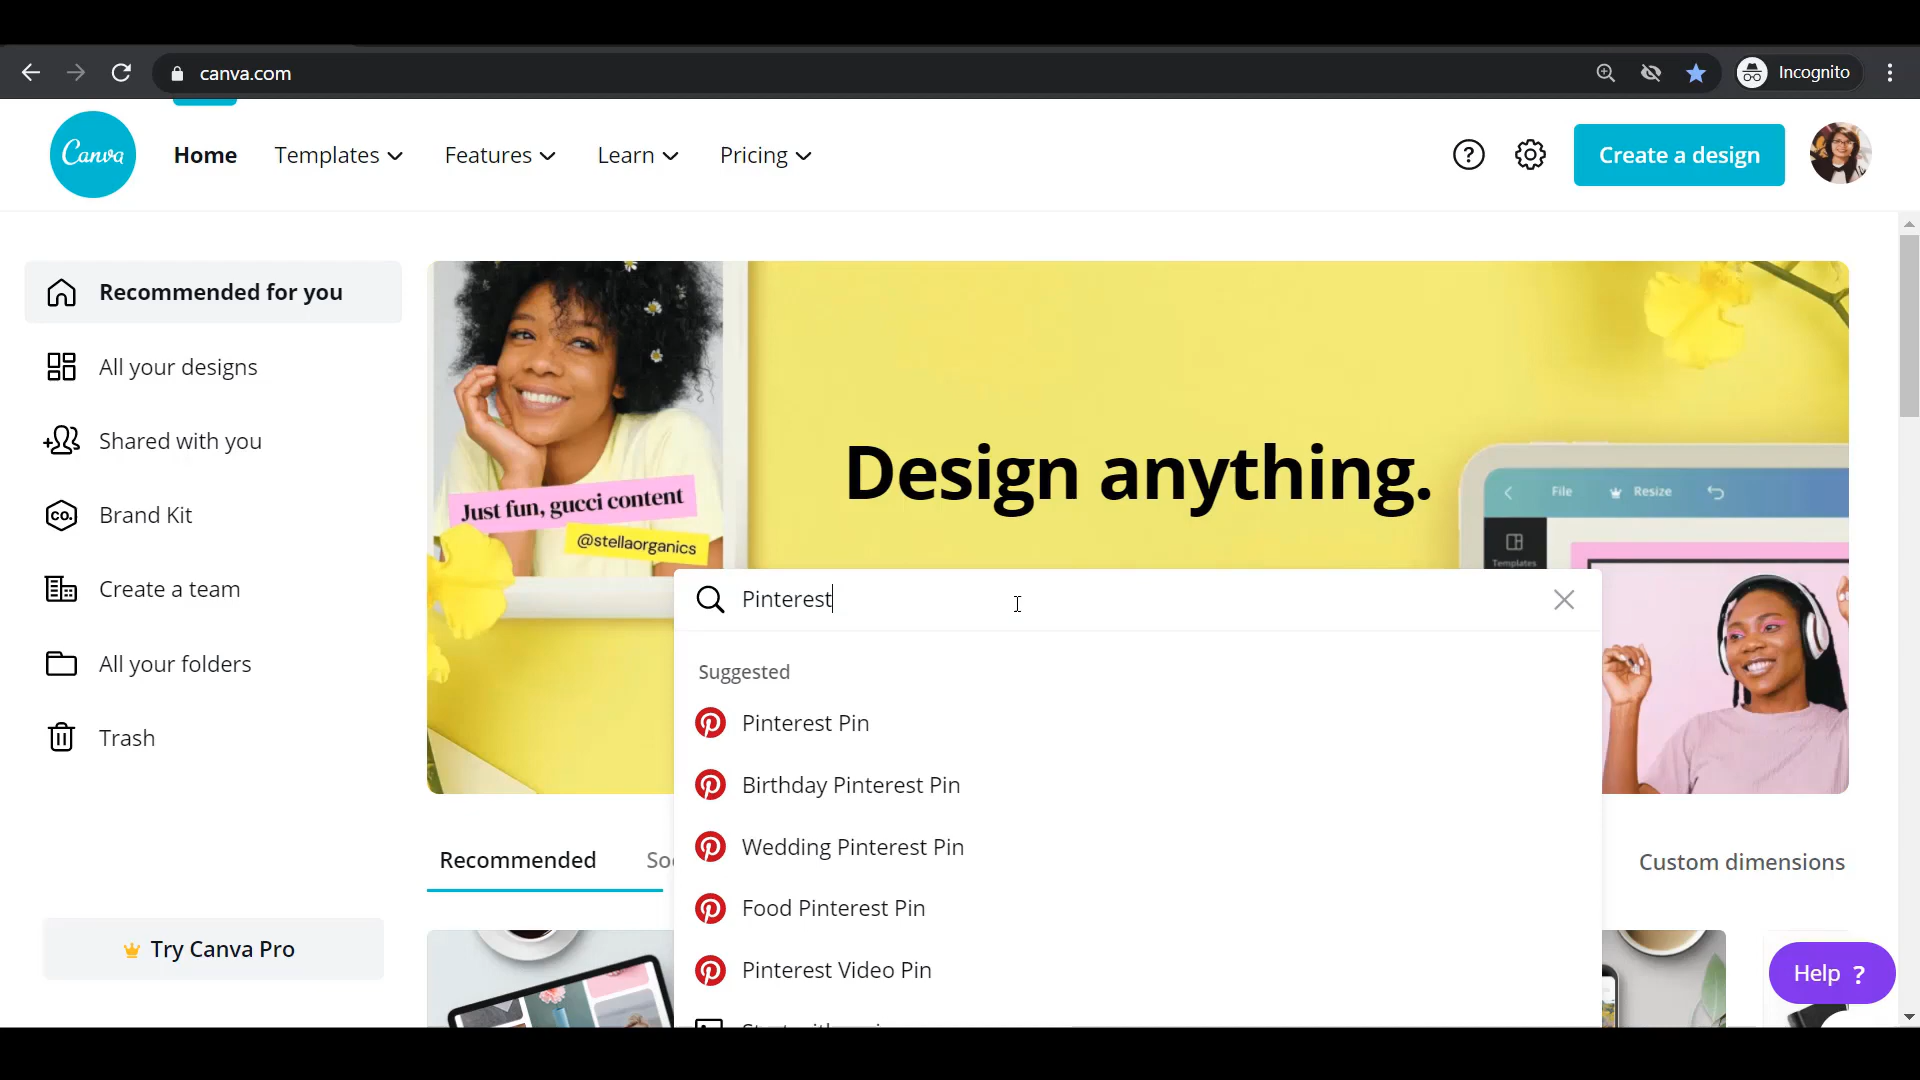 canva.com
Incognito
Canva
Home
Templates
Features
Learn
Pricing
?
Create a design
Recommended for you
All your designs
Shared with you
CO. Brand Kit
Create a team
All your folders
Trash
Try Canva Pro
Just fun, gucci content
@stellaorganics
Design anything.
File
Resize
Templates
Pinterest
Suggested
Pinterest Pin
Birthday Pinterest Pin
Wedding Pinterest Pin
Food Pinterest Pin
Pinterest Video Pin
Recommended
Custom dimensions
Help ?